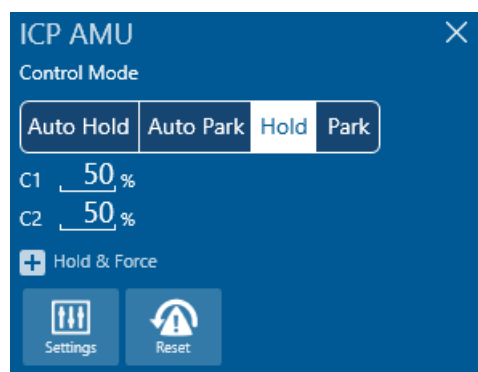 ICP AMU
Control Mode
Auto Hold Auto Park Hold Park
C1 50 %
C2 50 %
Hold & Force
Settings Reset